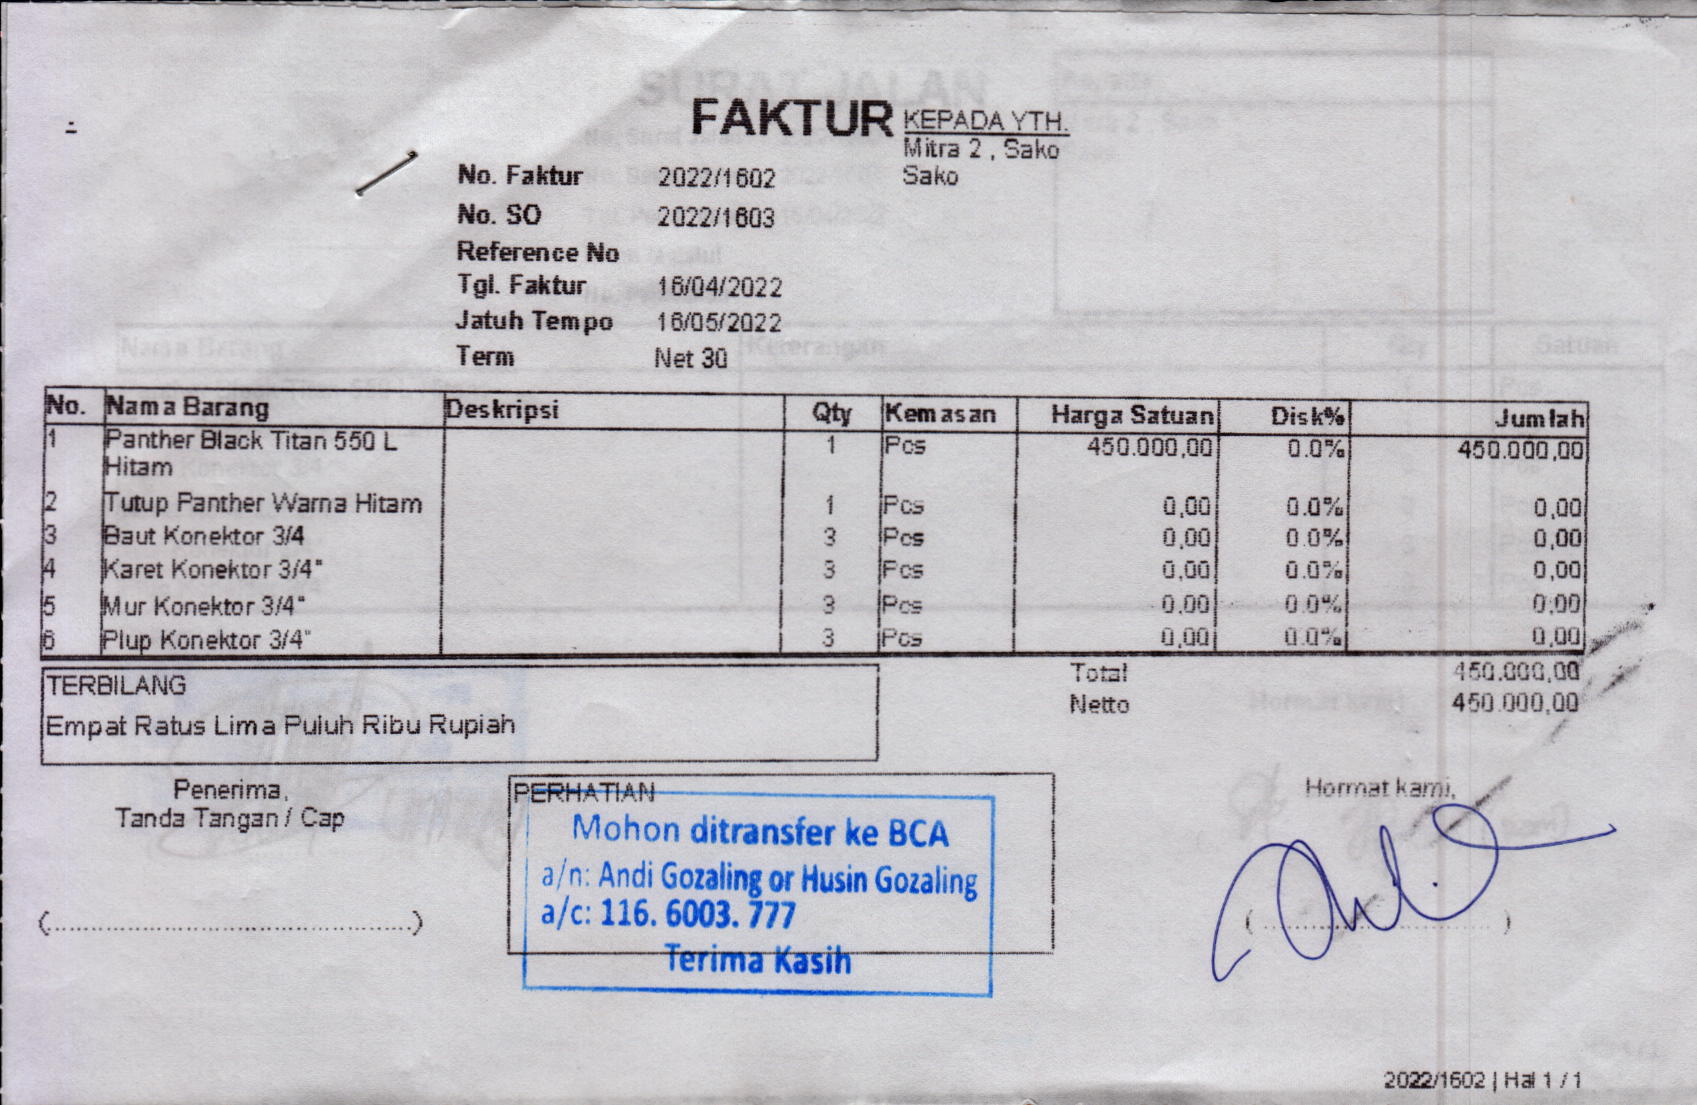 FAKTUR
KEPADA YTH.
Mitra 2 , Sako
Sako
No. Faktur 2022/1602
No. SO 2022/1603
Reference No
Tgl. Faktur 16/04/2022
Jatuh Tempo 16/05/2022
Term Net 30
No. Nama Barang Deskripsi Qty Kemasan Harga Satuan Disk% Jumlah
1 Panther Black Titan 550 L 1 Pcs 450.000,00 0.0% 450.000,00
Hitam
2 Tutup Panther Warna Hitam 1 Pcs 0,00 0.0% 0,00
3 Baut Konektor 3/4 3 Pcs 0,00 0.0% 0,00
4 Karet Konektor 3/4" 3 Pcs 0,00 0.0% 0,00
5 Mur Konektor 3/4" 3 Pcs 0,00 0.0% 0,00
6 Plup Konektor 3/4" 3 Pcs 0,00 0.0% 0,00
Total 450.000,00
Netto 450.000,00
TERBILANG
Empat Ratus Lima Puluh Ribu Rupiah
Penerima,
Tanda Tangan / Cap
PERHATIAN
Mohon ditransfer ke BCA
a/n: Andi Gozaling or Husin Gozaling
a/c: 116. 6003. 777
Terima Kasih
Hormat kami,
2022/1602 | Hal 1 / 1